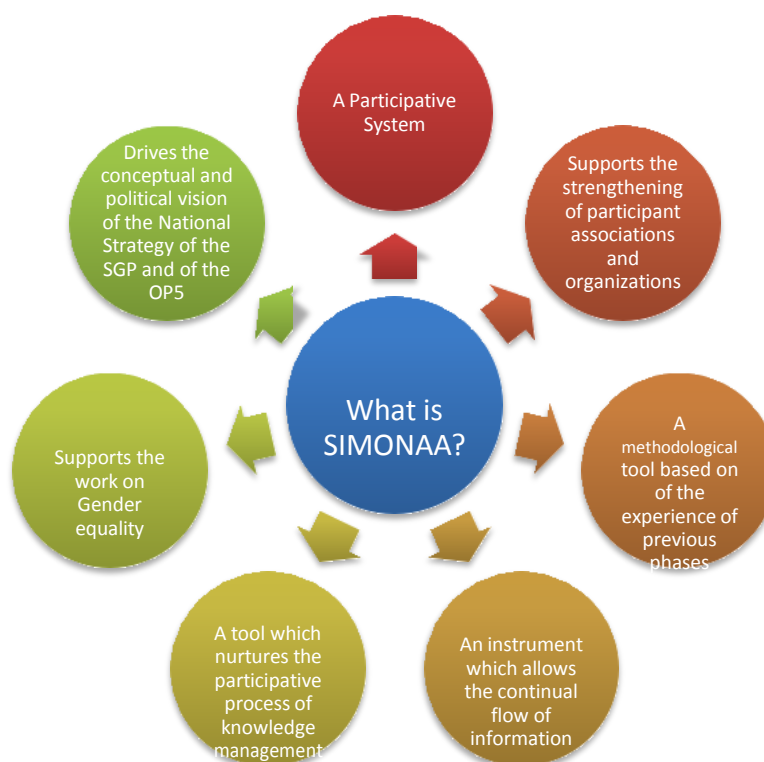 A Participative
System
Supports the
strengthening
of participant
associations
and
organizations
A
methodological
tool based on
of the
experience of
previous
phases
An instrument
which allows
the continual
flow of
information
A tool which
nurtures the
participative
process of
knowledge
management
Supports the
work on
Gender
equality
Drives the
conceptual and
political vision
of the National
Strategy of the
SGP and of the
OP5
What is
SIMONAA?